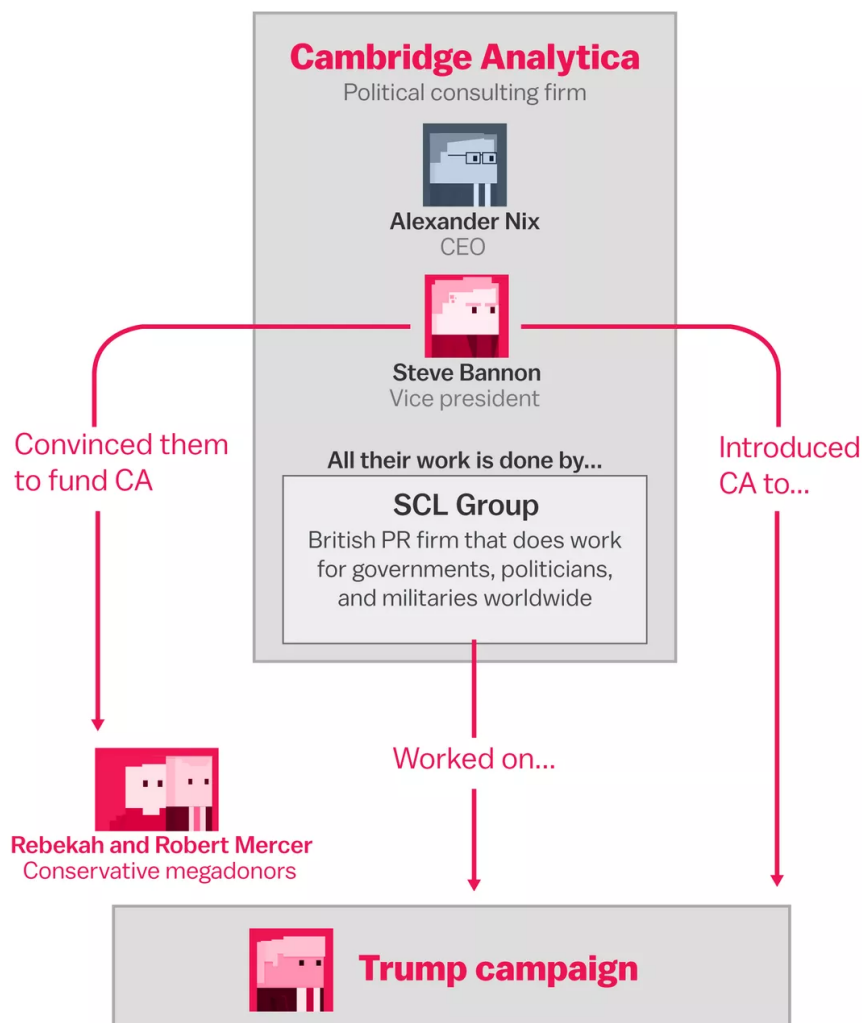 Cambridge Analytica
Political consulting firm
Alexander Nix
CEO
Steve Bannon
Vice president
Convinced them
to fund CA
Introduced
CA to...
All their work is done by...
SCL Group
British PR firm that does work
for governments, politicians,
and militaries worldwide
Worked on...
Rebekah and Robert Mercer
Conservative megadonors
Trump campaign